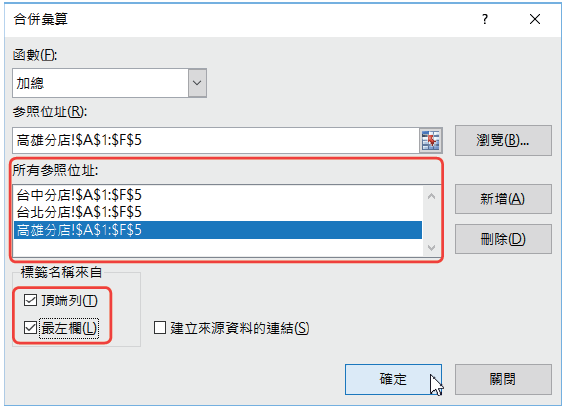 合併彙算
?
函數(F):
加總
參照位址(R):
高雄分店!$A$1:$F$5
瀏覽(B)...
所有參照位址:
台中分店!$A$1:$F$5
台北分店!$A$1:$F$5
高雄分店!$A$1:$F$5
新增(A)
刪除(D)
標籤名稱來自
頂端列(T)
最左欄(L)
建立來源資料的連結(S)
確定
關閉